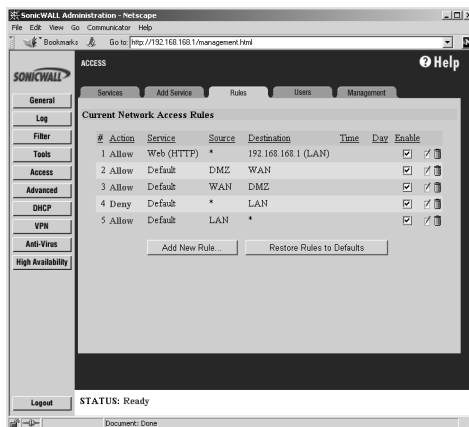 SonicWALL Administration - Netscape
File Edit View Go Communicator Help
Bookmarks Go to: http://192.168.168.1/management.html
SONICWALL
ACCESS
Help
Services Add Service Rules Users Management
General
Log
Filter
Tools
Access
Advanced
DHCP
VPN
Anti-Virus
High Availability
Logout
Current Network Access Rules
# Action Service Source Destination Time Day Enable
1 Allow Web (HTTP) * 192.168.168.1 (LAN)
2 Allow Default DMZ WAN
3 Allow Default WAN DMZ
4 Deny Default * LAN
5 Allow Default LAN *
Add New Rule... Restore Rules to Defaults
STATUS: Ready
Document: Done